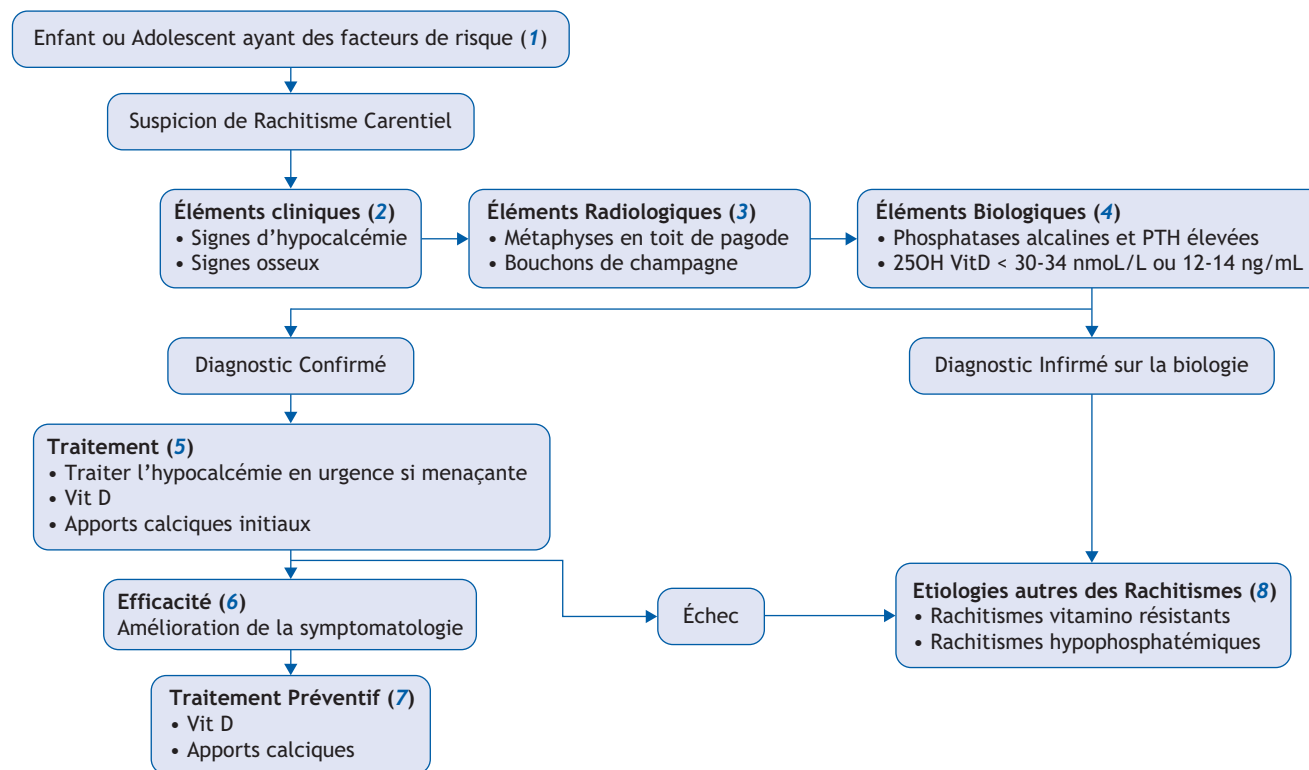 Enfant ou Adolescent ayant des facteurs de risque (1)
Suspicion de Rachitisme Carentiel
Éléments cliniques (2)
• Signes d’hypocalcémie
• Signes osseux
Éléments Radiologiques (3)
• Métaphyses en toit de pagode
• Bouchons de champagne
Éléments Biologiques (4)
• Phosphatases alcalines et PTH élevées
• 25OH VitD < 30-34 nmoL/L ou 12-14 ng/mL
Diagnostic Confirmé
Diagnostic Infirmé sur la biologie
Traitement (5)
• Traiter l’hypocalcémie en urgence si menaçante
• Vit D
• Apports calciques initiaux
Efficacité (6)
Amélioration de la symptomatologie
Échec
Etiologies autres des Rachitismes (8)
• Rachitismes vitamino résistants
• Rachitismes hypophosphatémiques
Traitement Préventif (7)
• Vit D
• Apports calciques